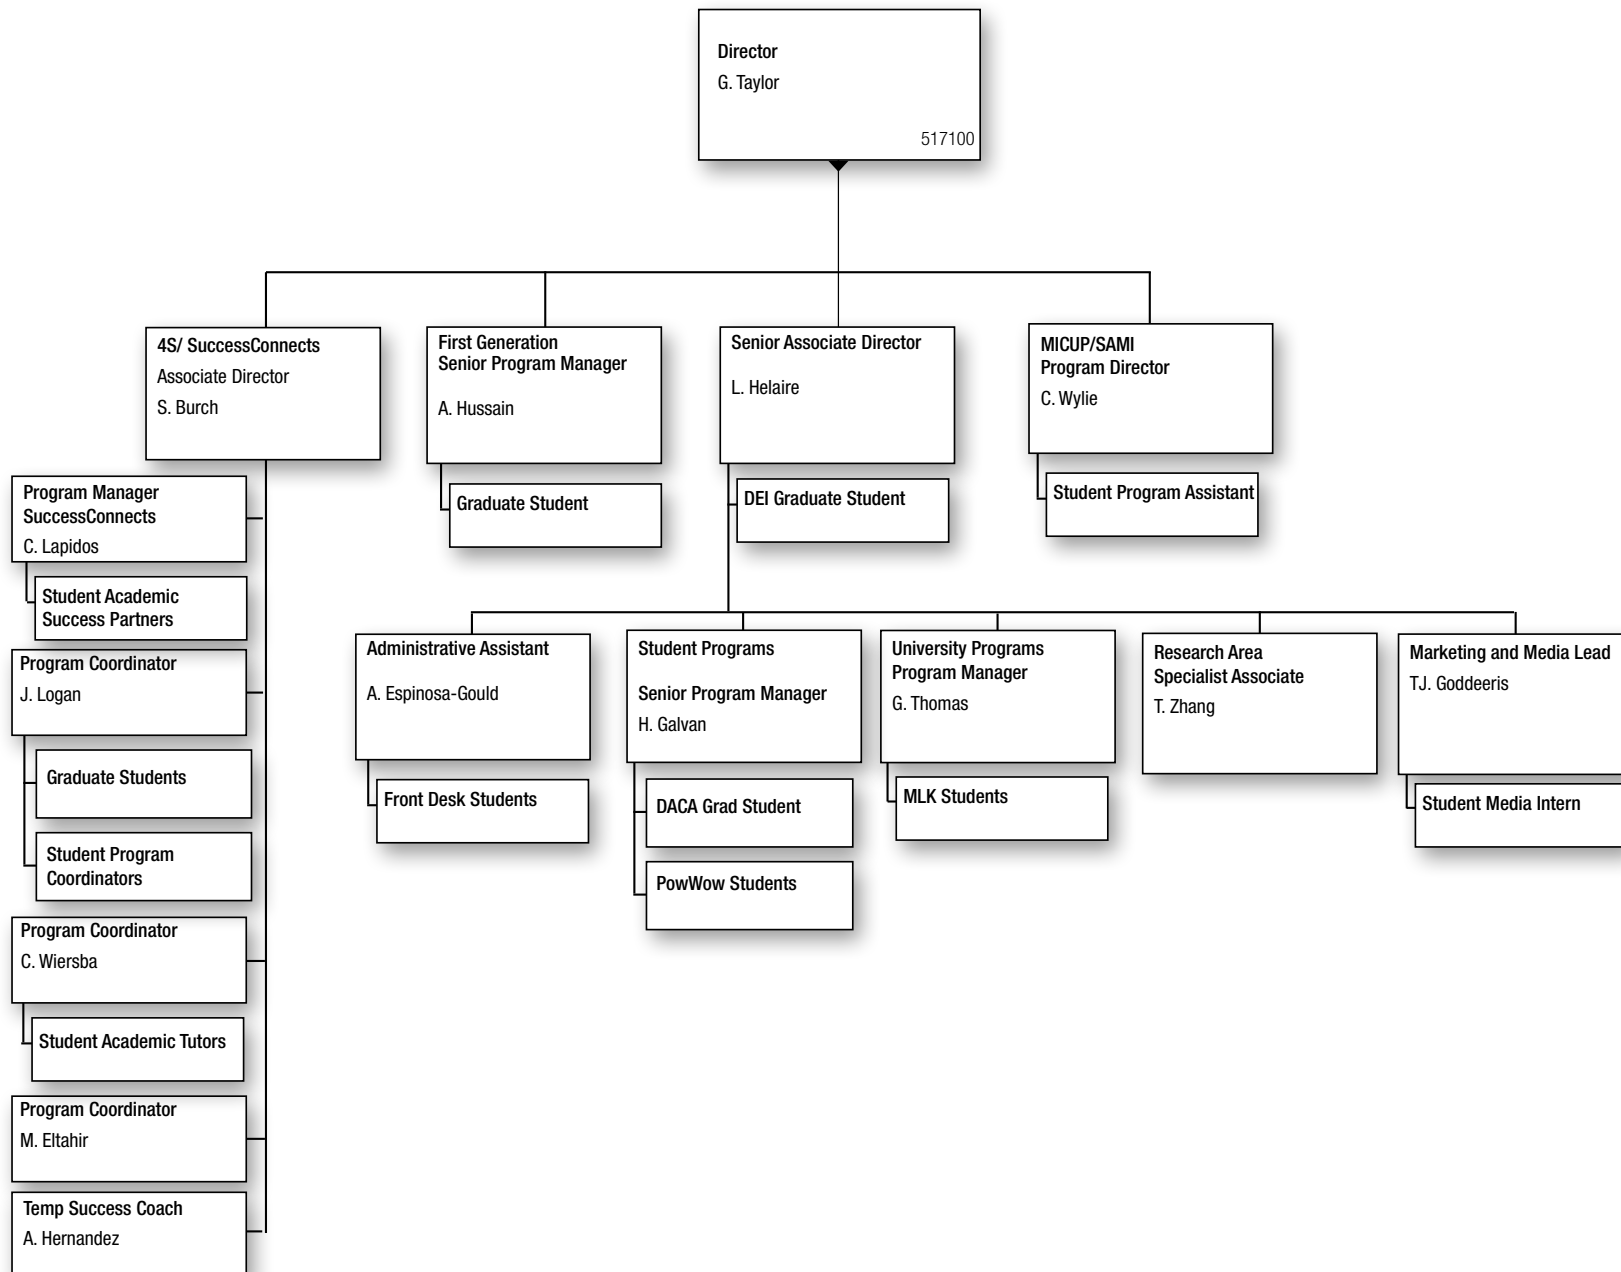 Director
G. Taylor
517100
4S/ SuccessConnects
Associate Director
S. Burch
First Generation
Senior Program Manager
A. Hussain
Senior Associate Director
L. Helaire
MICUP/SAMI
Program Director
C. Wylie
Program Manager
SuccessConnects
C. Lapidos
Student Academic
Success Partners
Program Coordinator
J. Logan
Graduate Students
Student Program
Coordinators
Program Coordinator
C. Wiersba
Student Academic Tutors
Program Coordinator
M. Eltahir
Temp Success Coach
A. Hernandez
Graduate Student
DEI Graduate Student
Student Program Assistant
Administrative Assistant
A. Espinosa-Gould
Front Desk Students
Student Programs
Senior Program Manager
H. Galvan
DACA Grad Student
PowWow Students
University Programs
Program Manager
G. Thomas
MLK Students
Research Area
Specialist Associate
T. Zhang
Marketing and Media Lead
TJ. Goddeeris
Student Media Intern